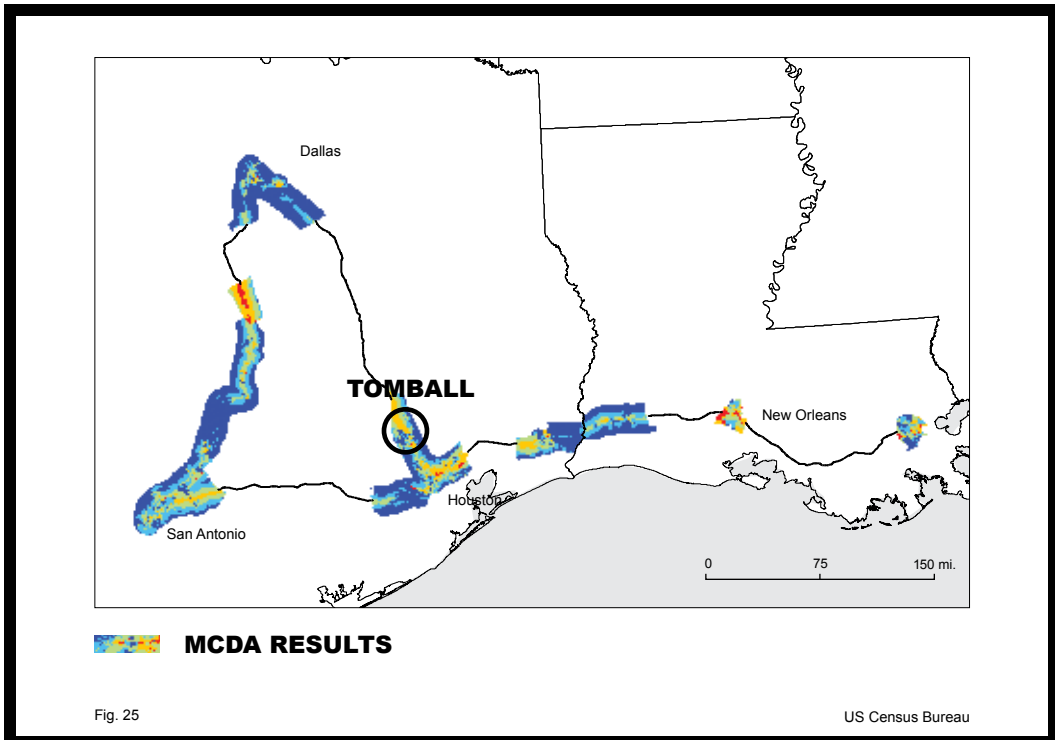 Dallas
TOMBALL
New Orleans
Houston
San Antonio
0 75 150 mi.
MCDA RESULTS
Fig. 25
US Census Bureau